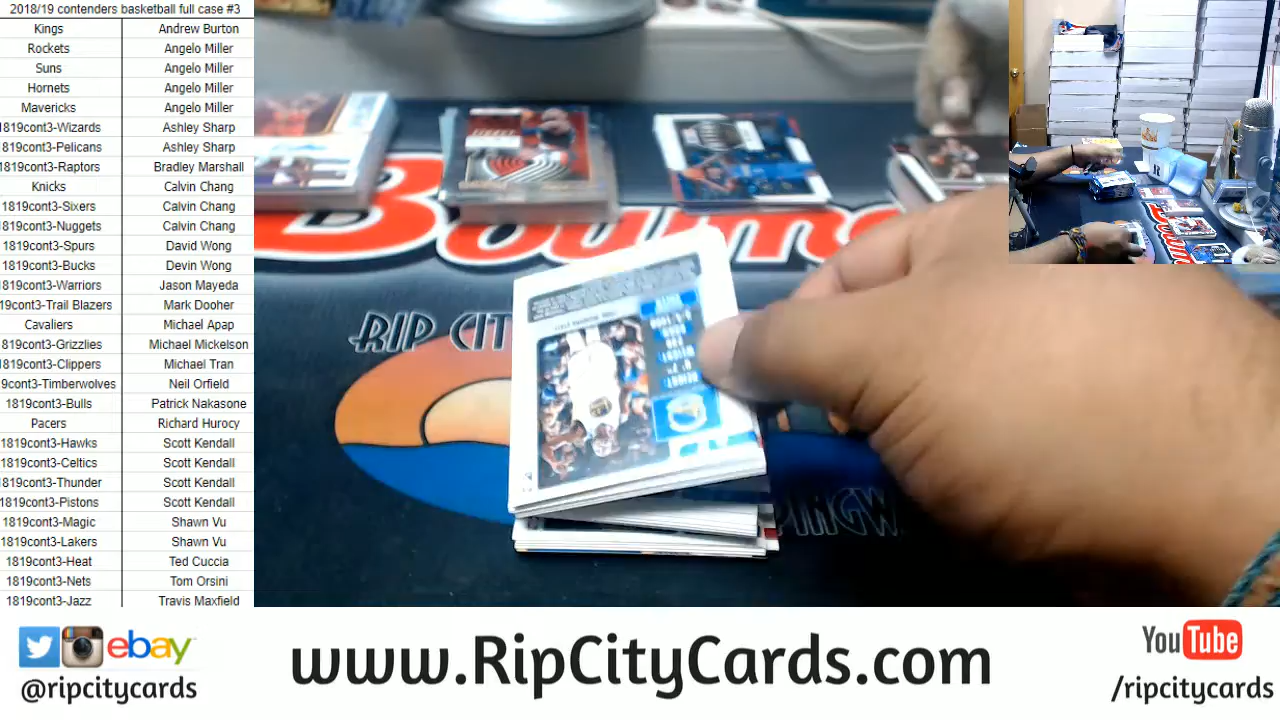 2018/19 contenders basketball full case #3
Kings Andrew Burton
Rockets Angelo Miller
Suns Angelo Miller
Hornets Angelo Miller
Mavericks Angelo Miller
1819cont3-Wizards Ashley Sharp
1819cont3-Pelicans Ashley Sharp
1819cont3-Raptors Bradley Marshall
Knicks Calvin Chang
1819cont3-Sixers Calvin Chang
1819cont3-Nuggets Calvin Chang
1819cont3-Spurs David Wong
1819cont3-Bucks Devin Wong
1819cont3-Warriors Jason Mayeda
19cont3-Trail Blazers Mark Dooher
Cavaliers Michael Apap
1819cont3-Grizzlies Michael Mickelson
1819cont3-Clippers Michael Tran
9cont3-Timberwolves Neil Orfield
1819cont3-Bulls Patrick Nakasone
Pacers Richard Hurocy
1819cont3-Hawks Scott Kendall
1819cont3-Celtics Scott Kendall
1819cont3-Thunder Scott Kendall
1819cont3-Pistons Scott Kendall
1819cont3-Magic Shawn Vu
1819cont3-Lakers Shawn Vu
1819cont3-Heat Ted Cuccia
1819cont3-Nets Tom Orsini
1819cont3-Jazz Travis Maxfield
RIP CIT
ebay
@ripcitycards
www.RipCityCards.com
YouTube
/ripcitycards